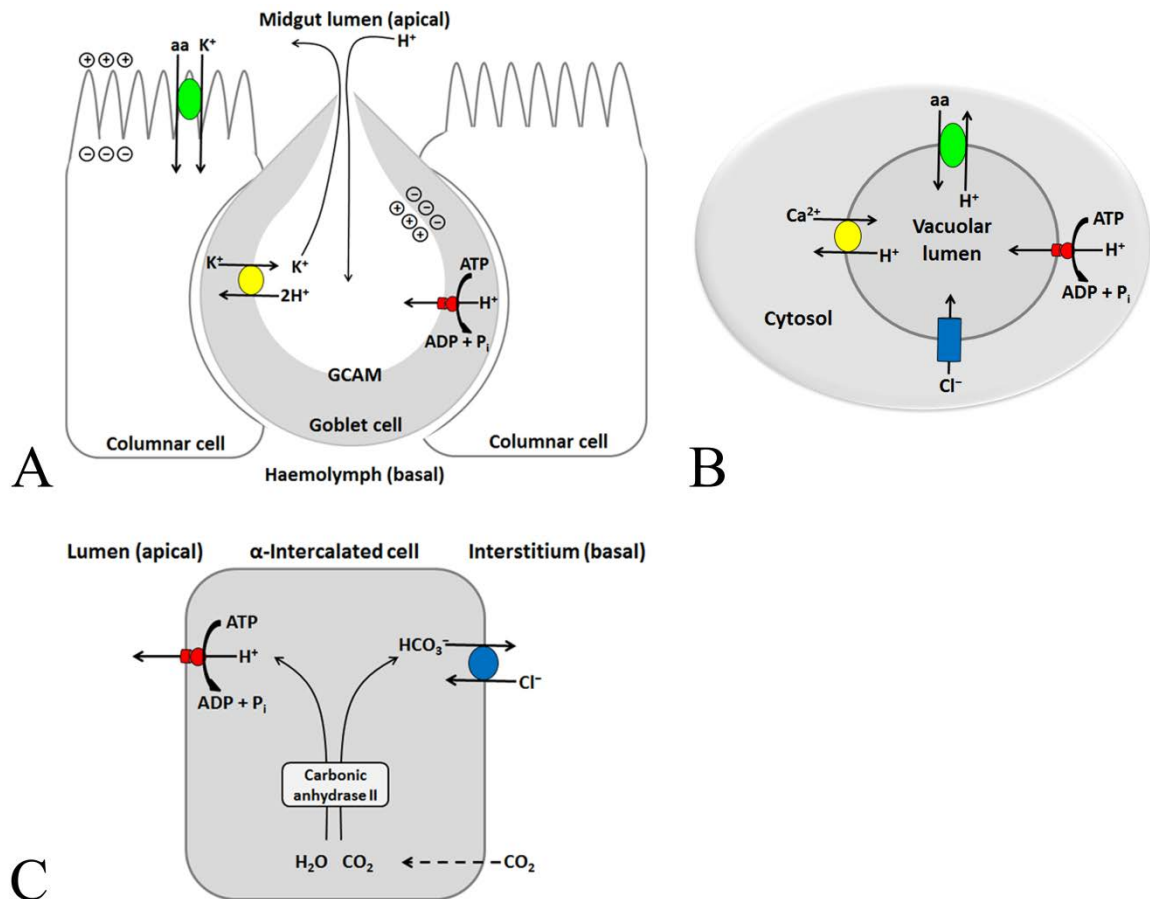 Midgut lumen (apical)
aa K⁺
H⁺
+ + +
− − −
− − − −
+ + + +
K⁺ K⁺
2H⁺
ATP
H⁺
ADP + Pᵢ
GCAM
Goblet cell
Columnar cell
Columnar cell
Haemolymph (basal)
A
aa
H⁺
Ca²⁺
H⁺
Vacuolar
lumen
ATP
H⁺
ADP + Pᵢ
Cytosol
Cl⁻
B
Lumen (apical) α-Intercalated cell Interstitium (basal)
ATP
H⁺
ADP + Pᵢ
HCO₃⁻
Cl⁻
Carbonic
anhydrase II
H₂O CO₂
CO₂
C